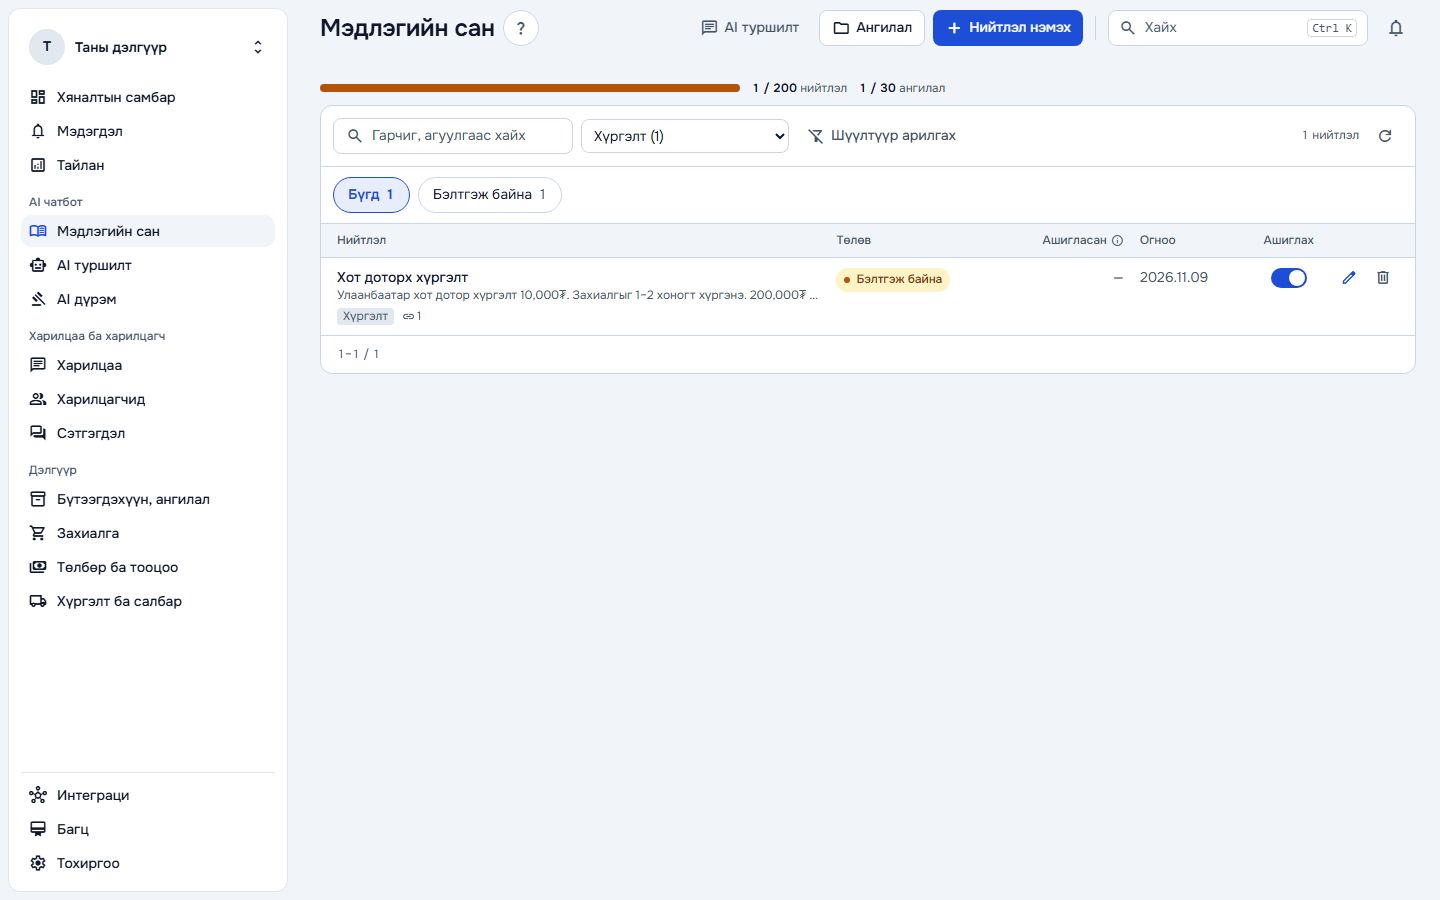 T Таны дэлгүүр
Хяналтын самбар
Мэдэгдэл
Тайлан
AI чатбот
Мэдлэгийн сан
AI туршилт
AI дүрэм
Харилцаа ба харилцагч
Харилцаа
Харилцагчид
Сэтгэгдэл
Дэлгүүр
Бүтээгдэхүүн, ангилал
Захиалга
Төлбөр ба тооцоо
Хүргэлт ба салбар
Интеграци
Багц
Тохиргоо
Мэдлэгийн сан ?
AI туршилт
Ангилал
+ Нийтлэл нэмэх
Хайх Ctrl K
1 / 200 нийтлэл 1 / 30 ангилал
Гарчиг, агуулгаас хайх
Хүргэлт (1)
Шүүлтүүр арилгах
1 нийтлэл
Бүгд 1
Бэлтгэж байна 1
Нийтлэл Төлөв Ашигласан Огноо Ашиглах
Хот доторх хүргэлт Бэлтгэж байна — 2026.11.09
Улаанбаатар хот дотор хүргэлт 10,000₮. Захиалгыг 1–2 хоногт хүргэнэ. 200,000₮ ...
Хүргэлт 1
1–1 / 1